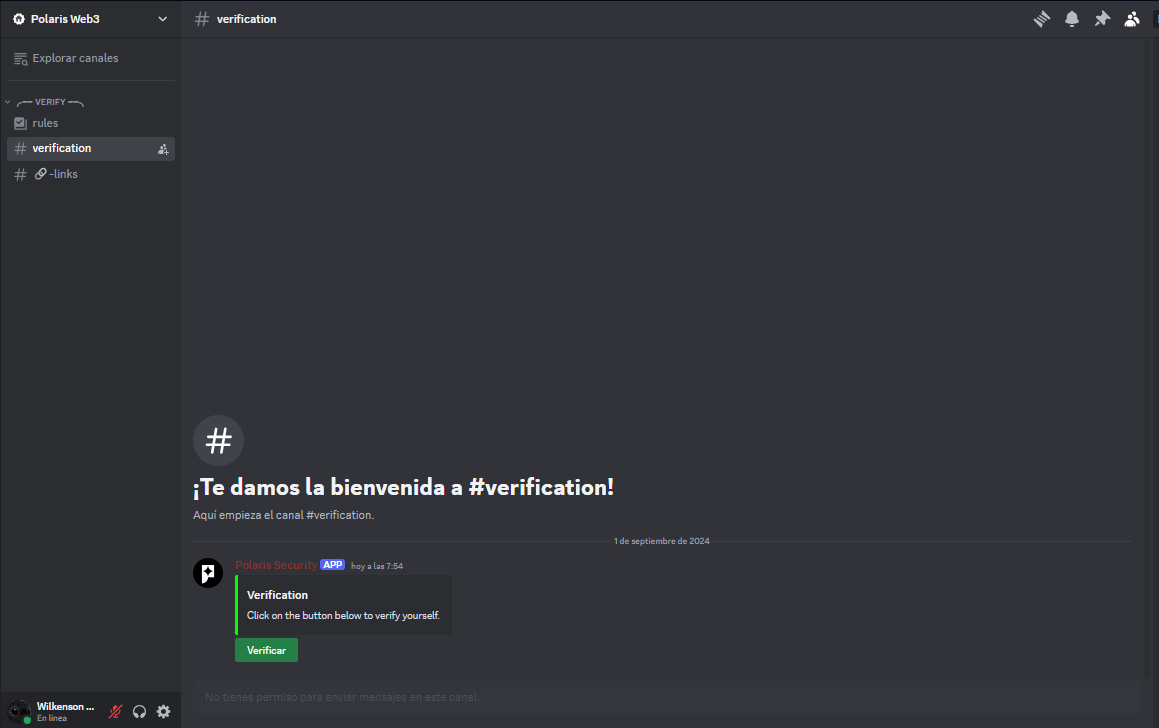 Polaris Web3
verification
Explorar canales
VERIFY
rules
verification
-links
¡Te damos la bienvenida a #verification!
Aquí empieza el canal #verification.
1 de septiembre de 2024
Polaris Security APP hoy a las 7:54
Verification
Click on the button below to verify yourself.
Verificar
No tienes permiso para enviar mensajes en este canal.
Wilkenson ...
En línea